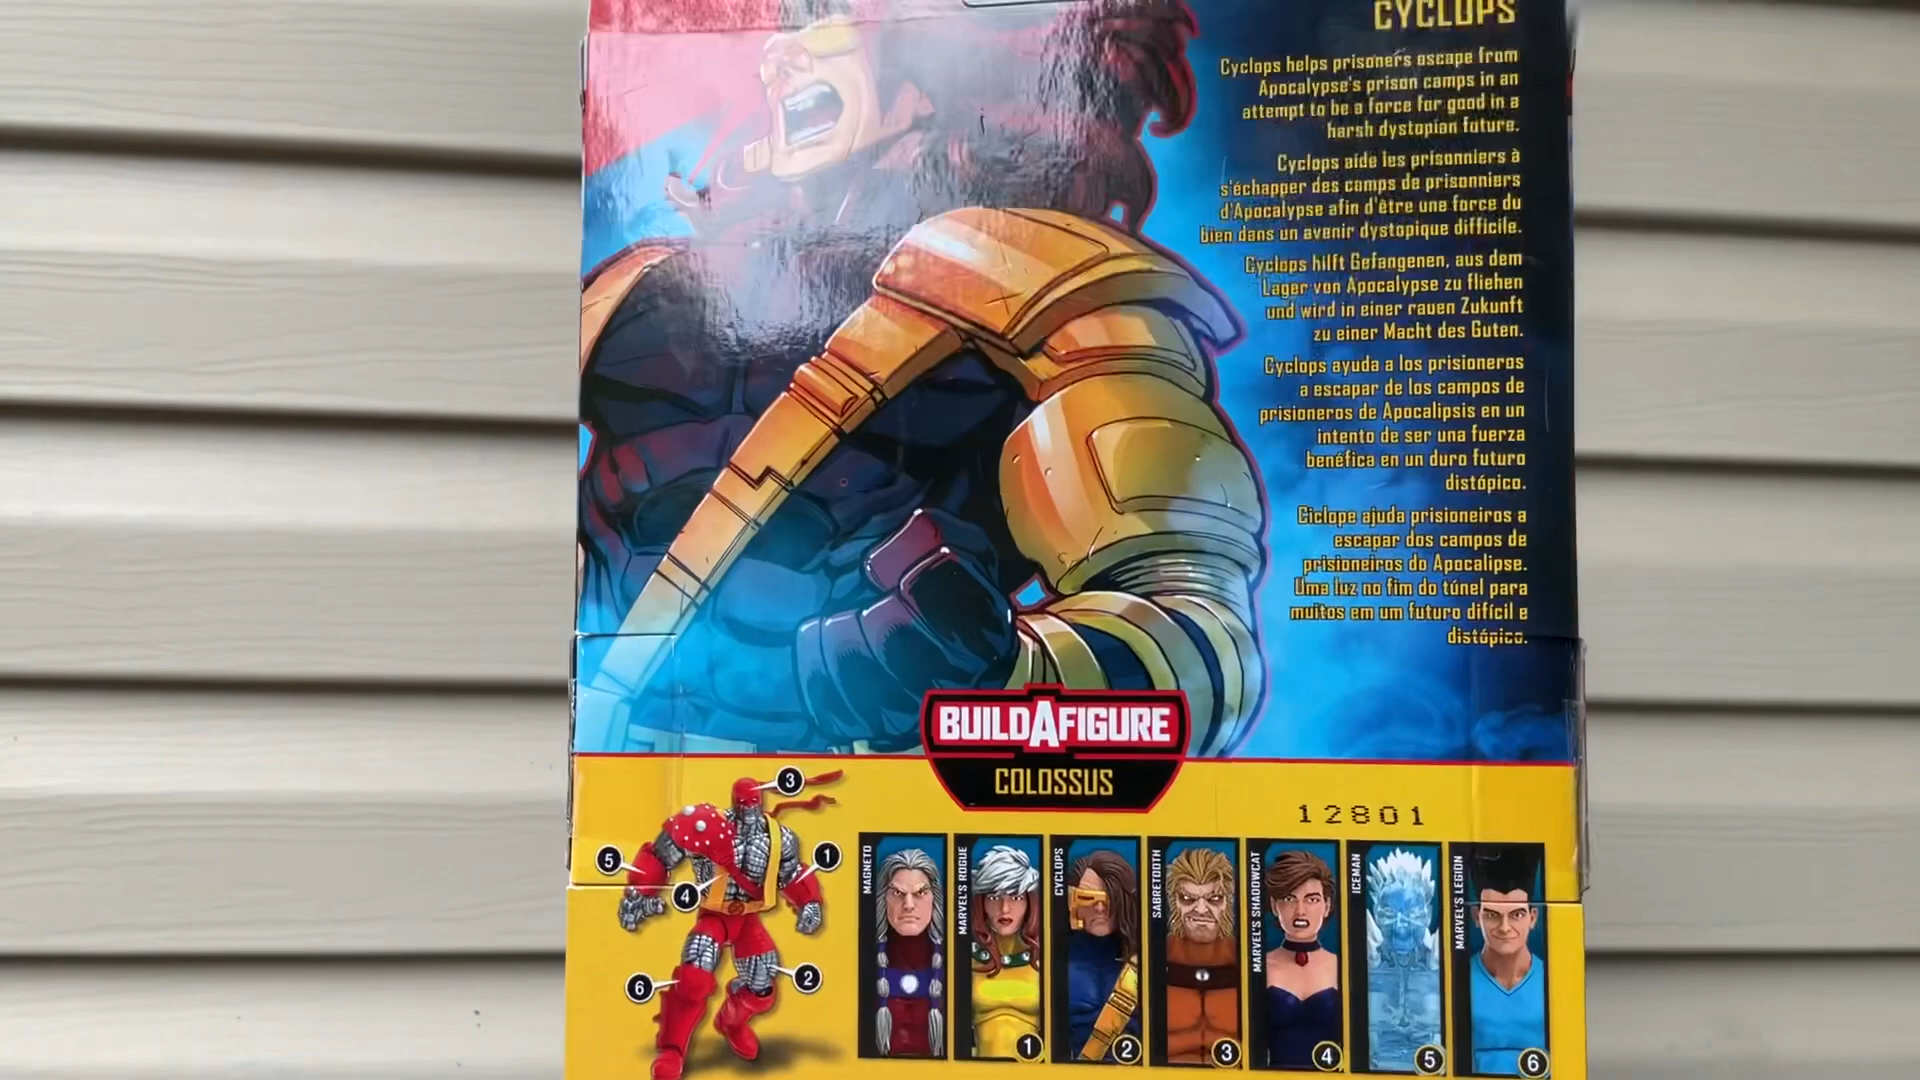 CYCLOPS
Cyclops helps prisoners escape from
Apocalypse's prison camps in an
attempt to be a force for good in a
harsh dystopian future.
Cyclops aide les prisonniers à
s'échapper des camps de prisonniers
d'Apocalypse afin d'être une force du
bien dans un avenir dystopique difficile.
Cyclops hilft Gefangenen, aus dem
Lager von Apocalypse zu fliehen
und wird in einer rauen Zukunft
zu einer Macht des Guten.
Cyclops ayuda a los prisioneros
a escapar de los campos de
prisioneros de Apocalipsis en un
intento de ser una fuerza
benéfica en un duro futuro
distópico.
Ciclope ajuda prisioneiros a
escapar dos campos de
prisioneiros do Apocalipse.
Uma luz no fim do túnel para
muitos em um futuro difícil e
distópico.
BUILDAFIGURE
COLOSSUS
12801
3
5
1
4
6
2
MAGNETO
MARVEL'S ROGUE
1
CYCLOPS
2
SABRETOOTH
3
MARVEL'S SHADOWCAT
4
ICEMAN
5
MARVEL'S LEGION
6